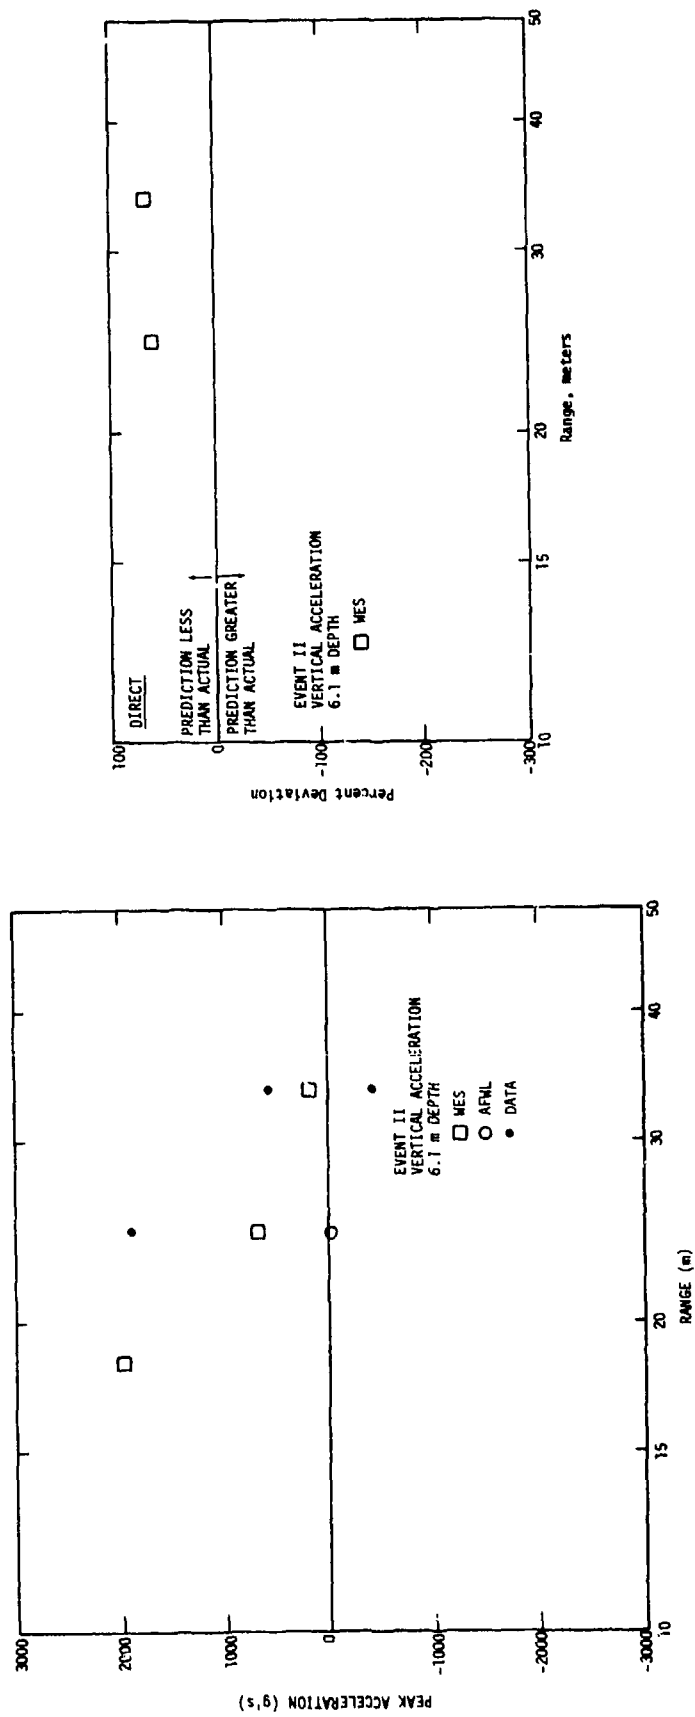 3000
2000
1000
0
-1000
-2000
-3000
PEAK ACCELERATION (g's)
10
15
20
30
40
50
RANGE (m)
EVENT II
VERTICAL ACCELERATION
6.1 m DEPTH
WES
AFWL
DATA
100
0
-100
-200
-300
Percent Deviation
DIRECT
PREDICTION LESS
THAN ACTUAL
PREDICTION GREATER
THAN ACTUAL
EVENT II
VERTICAL ACCELERATION
6.1 m DEPTH
WES
10
15
20
30
40
50
Range, meters